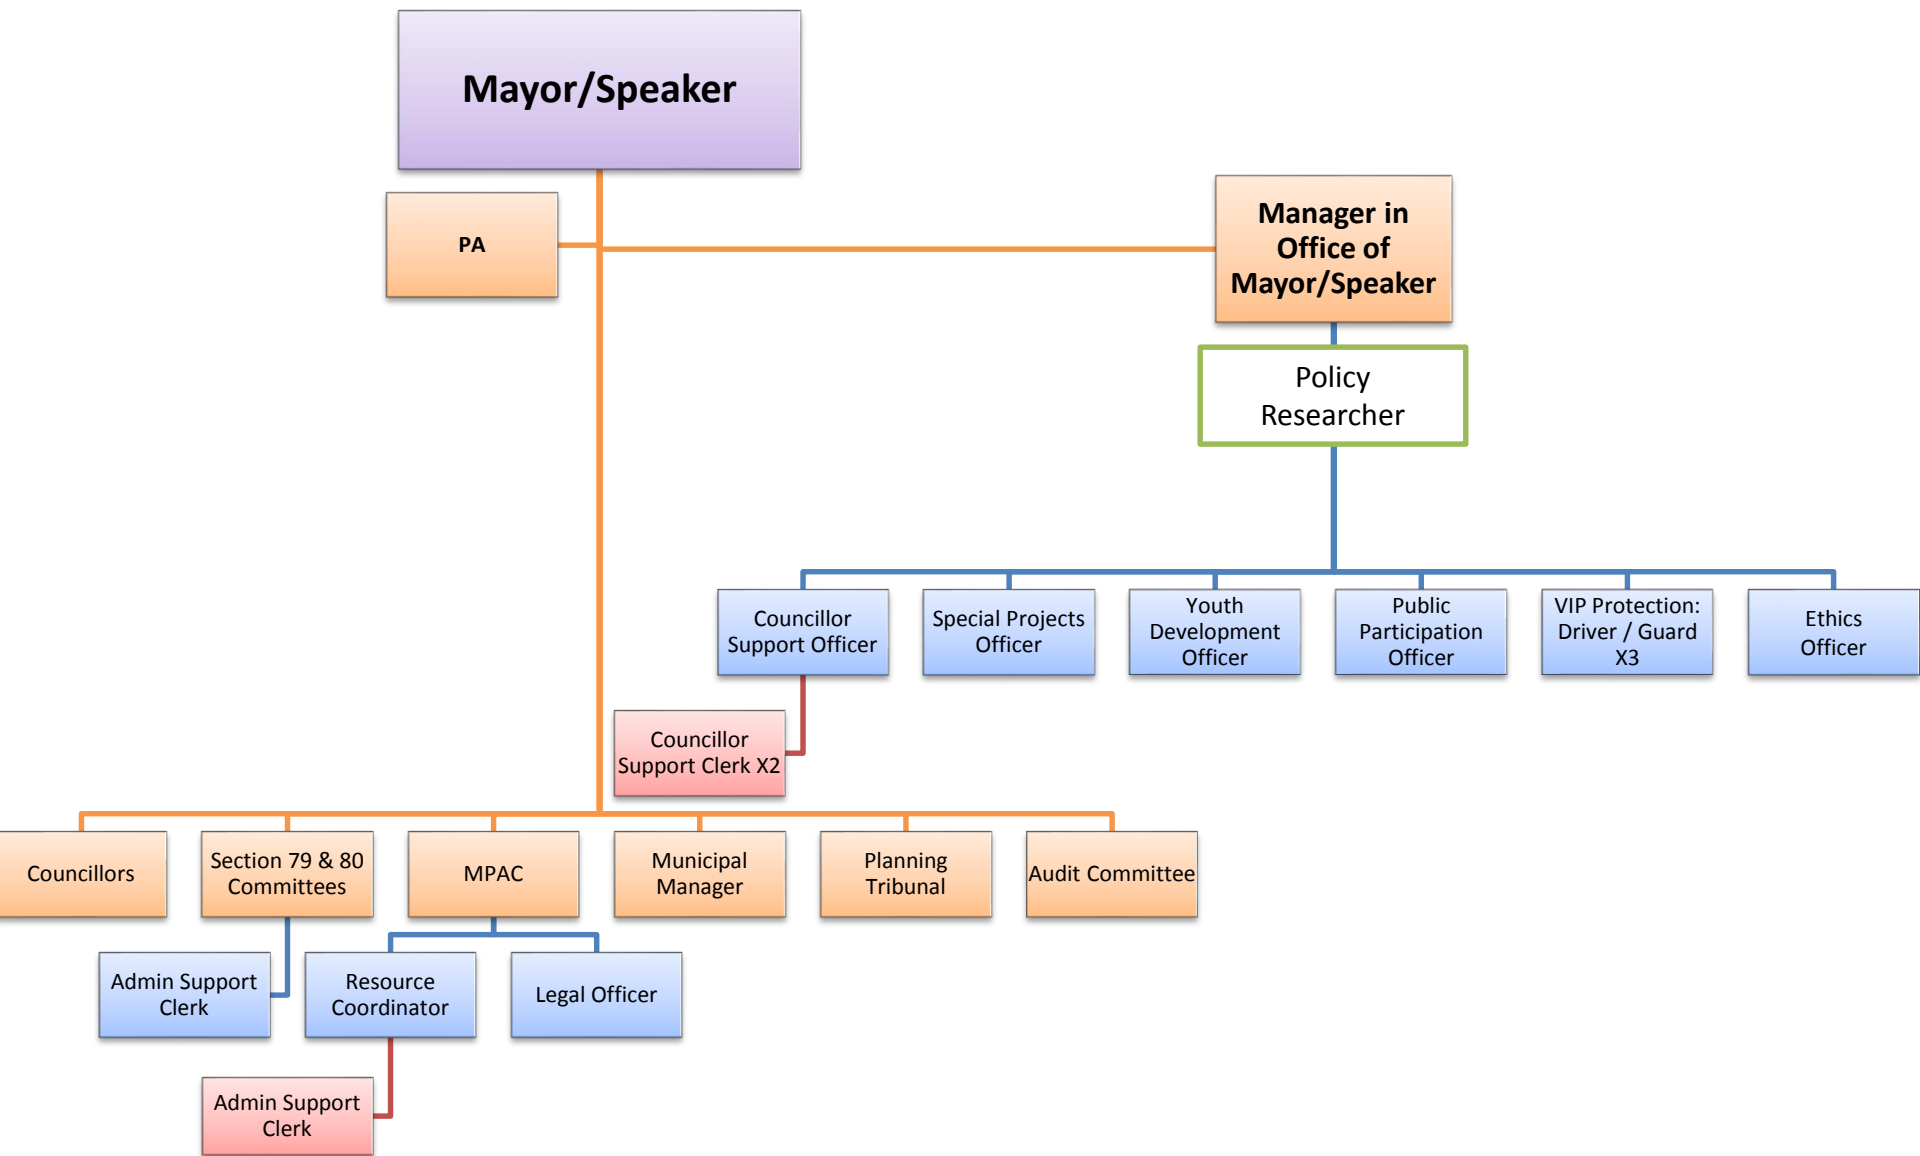 Mayor/Speaker
PA
Manager in
Office of
Mayor/Speaker
Policy
Researcher
Councillor
Support Officer
Special Projects
Officer
Youth
Development
Officer
Public
Participation
Officer
VIP Protection:
Driver / Guard
X3
Ethics
Officer
Councillor
Support Clerk X2
Councillors
Section 79 & 80
Committees
MPAC
Municipal
Manager
Planning
Tribunal
Audit Committee
Admin Support
Clerk
Resource
Coordinator
Legal Officer
Admin Support
Clerk